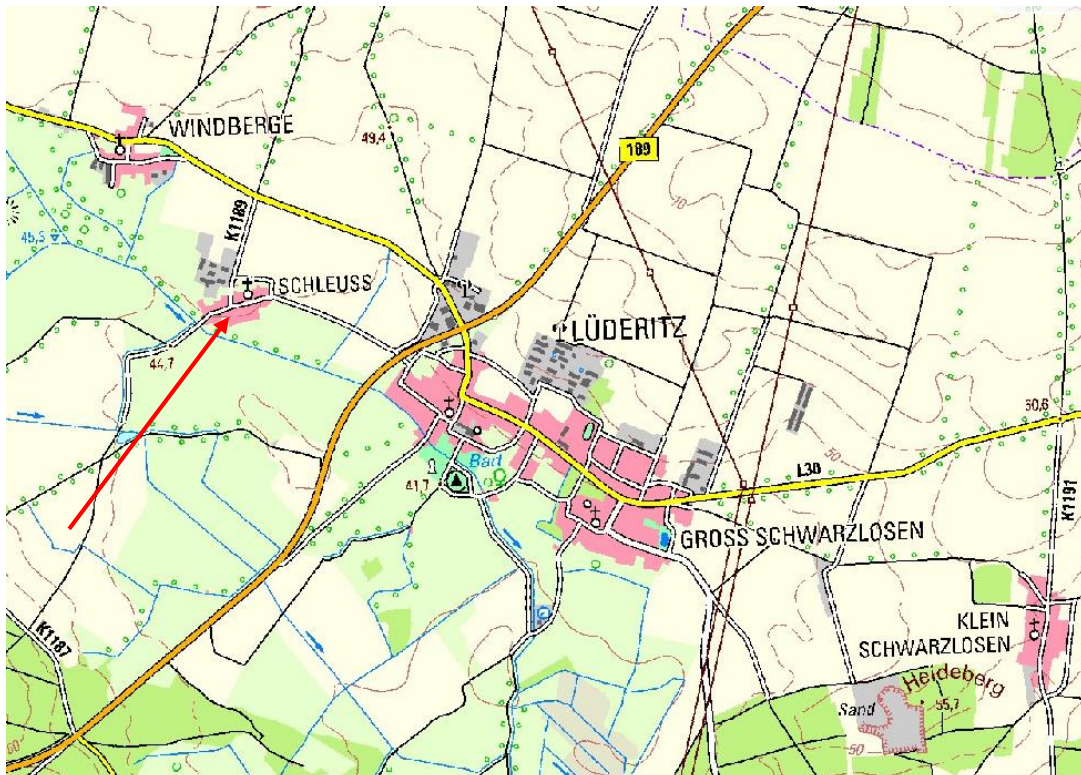 WINDBERGE
49,4
189
70
45,5
K1189
SCHLEUSS
44,7
LÜDERITZ
Bad
41,7
50
60,6
L30
K1191
GROSS SCHWARZLOSEN
KLEIN
SCHWARZLOSEN
Heideberg
Sand
55,7
50
K1187
60